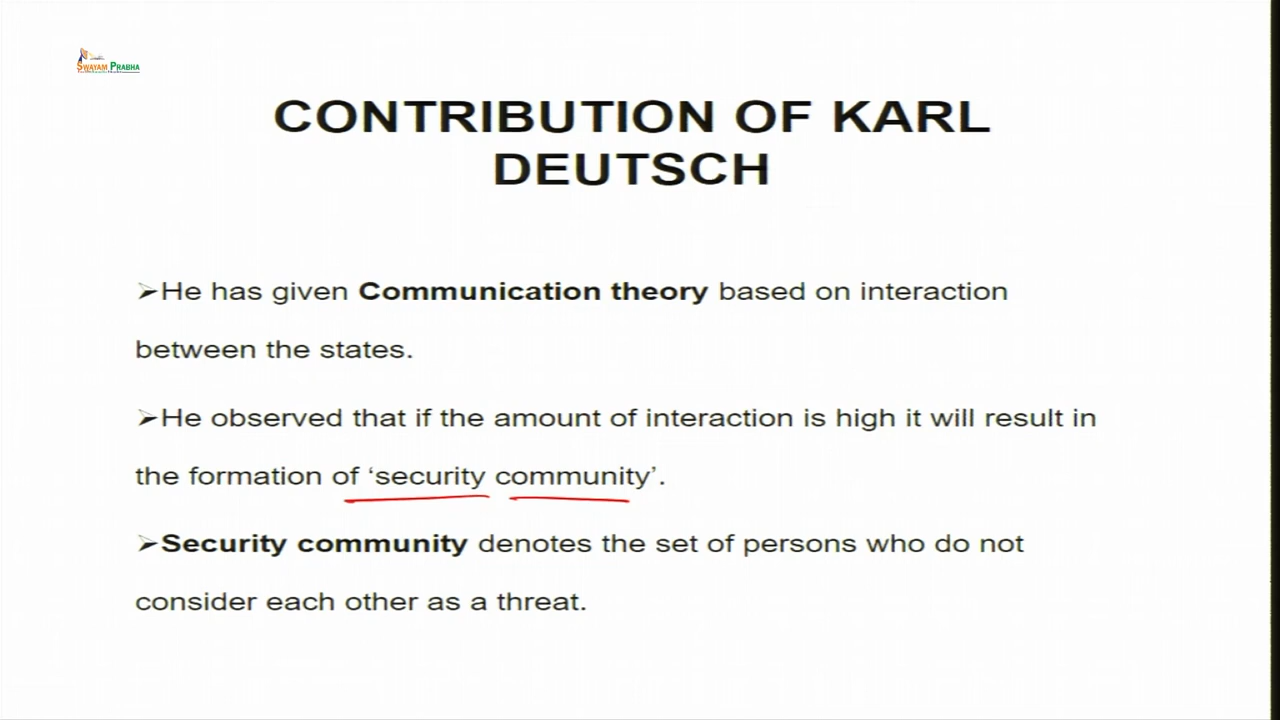 SWAYAM PRABHA
CONTRIBUTION OF KARL
DEUTSCH
➢He has given Communication theory based on interaction
between the states.
➢He observed that if the amount of interaction is high it will result in
the formation of ‘security community’.
➢Security community denotes the set of persons who do not
consider each other as a threat.